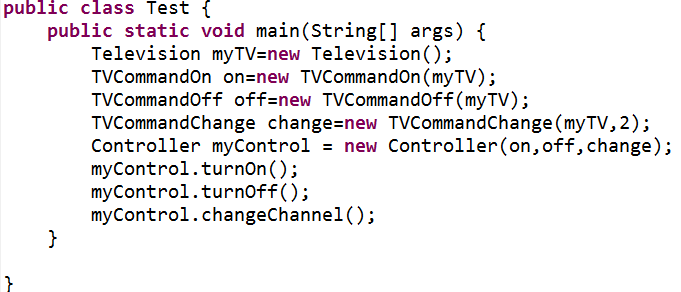 public class Test {
    public static void main(String[] args) {
        Television myTV=new Television();
        TVCommandOn on=new TVCommandOn(myTV);
        TVCommandOff off=new TVCommandOff(myTV);
        TVCommandChange change=new TVCommandChange(myTV,2);
        Controller myControl = new Controller(on,off,change);
        myControl.turnOn();
        myControl.turnOff();
        myControl.changeChannel();
    }

}